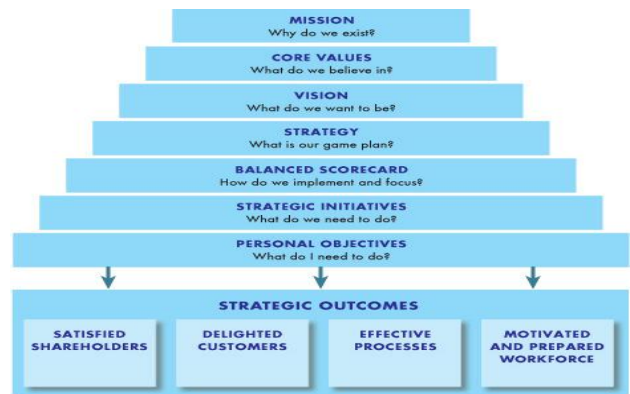 MISSION
Why do we exist?
CORE VALUES
What do we believe in?
VISION
What do we want to be?
STRATEGY
What is our game plan?
BALANCED SCORECARD
How do we implement and focus?
STRATEGIC INITIATIVES
What do we need to do?
PERSONAL OBJECTIVES
What do I need to do?
STRATEGIC OUTCOMES
SATISFIED
SHAREHOLDERS
DELIGHTED
CUSTOMERS
EFFECTIVE
PROCESSES
MOTIVATED
AND PREPARED
WORKFORCE